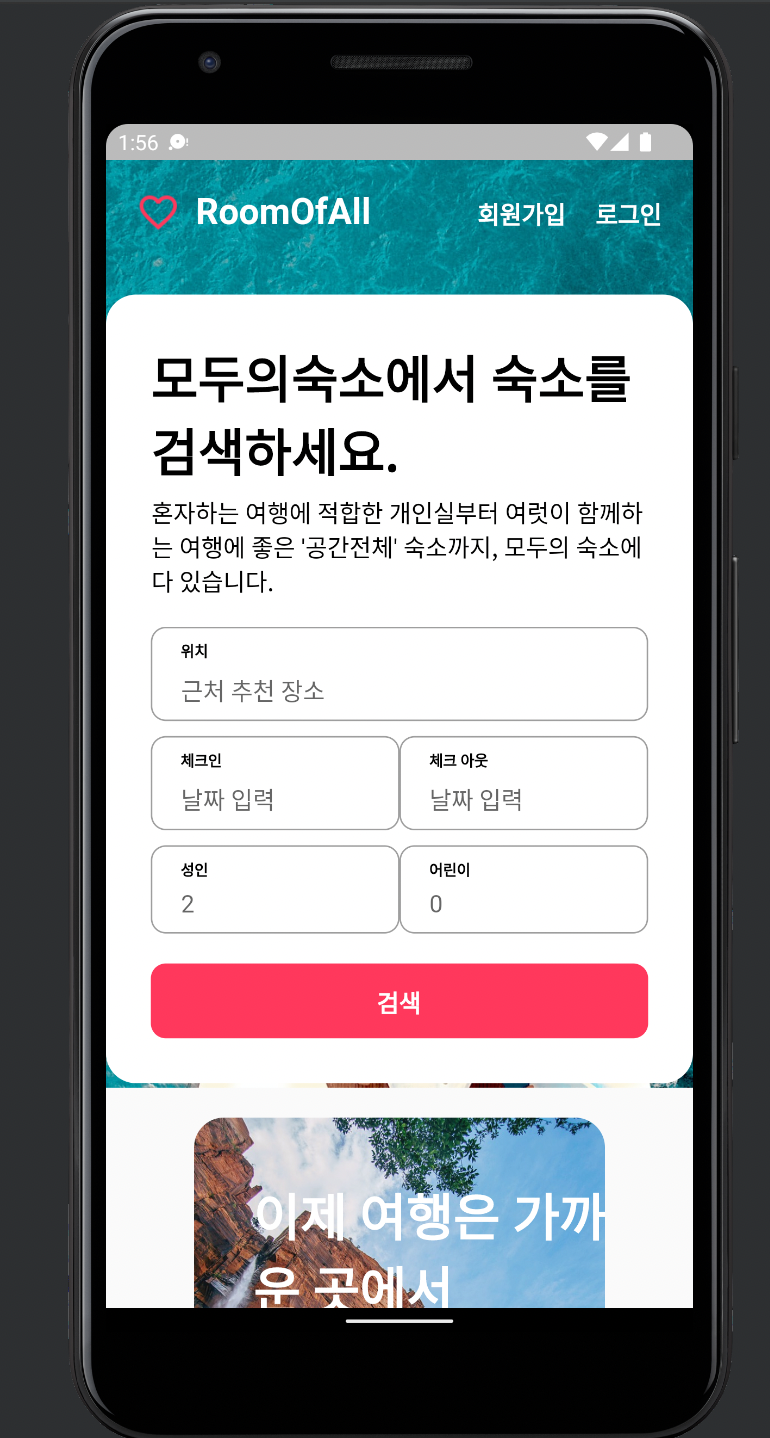 1:56
RoomOfAll 회원가입 로그인
모두의숙소에서 숙소를
검색하세요.
혼자하는 여행에 적합한 개인실부터 여럿이 함께하
는 여행에 좋은 '공간전체' 숙소까지, 모두의 숙소에
다 있습니다.
위치
근처 추천 장소
체크인 체크 아웃
날짜 입력 날짜 입력
성인 어린이
2 0
검색
이제 여행은 가까
운 곳에서